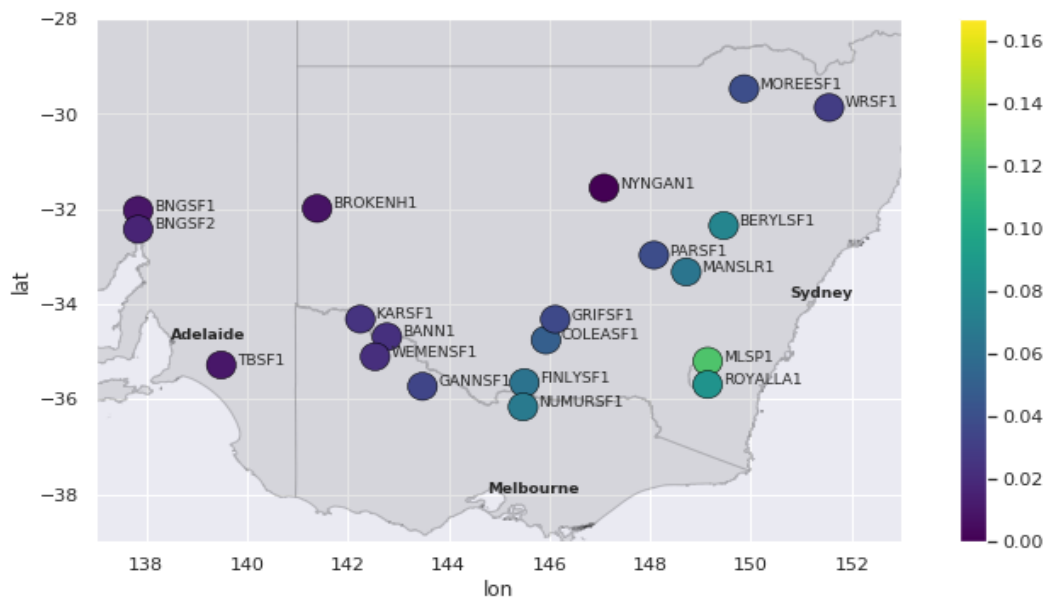 −28
−30
−32
−34
−36
−38
lat
138
140
142
144
146
148
150
152
lon
MOREESF1
WRSF1
NYNGAN1
BNGSF1
BNGSF2
BROKENH1
BERYLSF1
PARSF1
MANSLR1
Sydney
KARSF1
GRIFSF1
BANN1
COLEASF1
Adelaide
WEMENSF1
TBSF1
MLSP1
GANNSF1
FINLYSF1
ROYALLA1
NUMURSF1
Melbourne
0.16
0.14
0.12
0.10
0.08
0.06
0.04
0.02
0.00